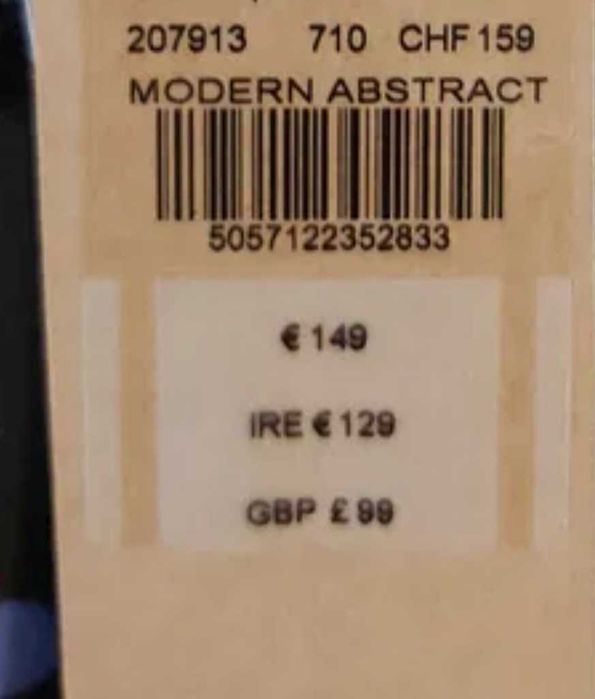 207913 710 CHF 159
MODERN ABSTRACT
5057122352833
€ 149
IRE € 129
GBP £ 99